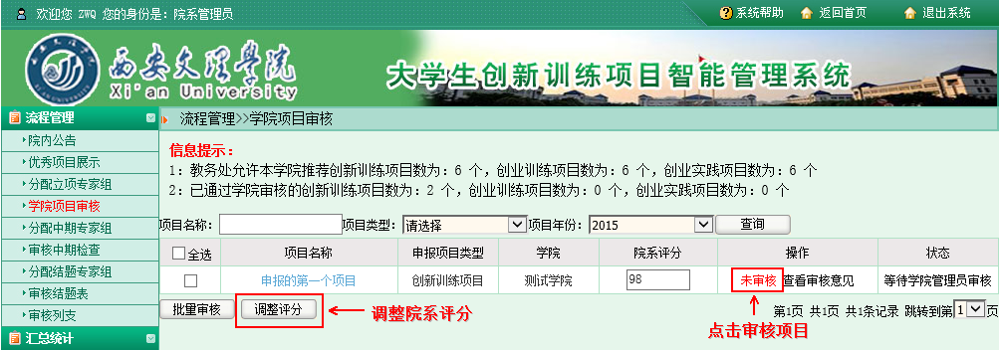 欢迎您 ZWQ 您的身份是：院系管理员 系统帮助 返回首页 退出系统
西安文理学院
Xi'an University
大学生创新训练项目智能管理系统
流程管理
院内公告
优秀项目展示
分配立项专家组
学院项目审核
分配中期专家组
审核中期检查
分配结题专家组
审核结题表
审核列支
汇总统计
流程管理>>学院项目审核
信息提示：
1：教务处允许本学院推荐创新训练项目数为：6 个，创业训练项目数为：6 个，创业实践项目数为：6 个
2：已通过学院审核的创新训练项目数为：2 个，创业训练项目数为：0 个，创业实践项目数为：0 个
项目名称： 项目类型：请选择 项目年份：2015 查询
全选 项目名称 申报项目类型 学院 院系评分 操作 状态
申报的第一个项目 创新训练项目 测试学院 98 未审核 查看审核意见 等待学院管理员审核
批量审核 调整评分 调整院系评分 第1页 共1页 共1条记录 跳转到第1页
点击审核项目